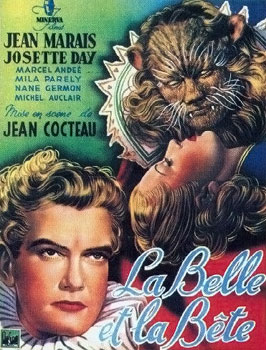 MINERVA
Films
JEAN MARAIS
JOSETTE DAY
MARCEL ANDRÉ
MILA PARELY
NANE GERMON
MICHEL AUCLAIR
Mise en scène de
JEAN COCTEAU
La Belle
et la Bête